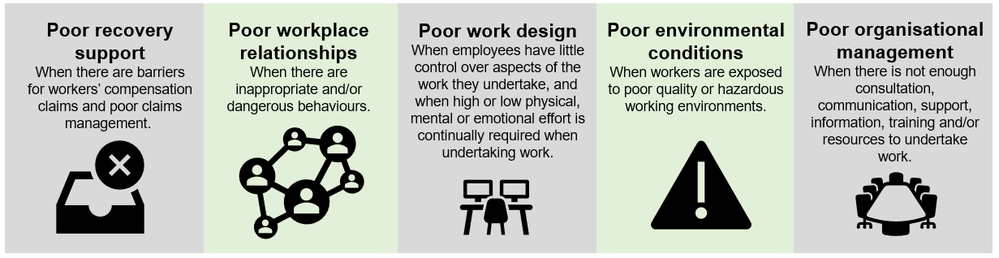 Poor recovery
support
When there are barriers
for workers' compensation
claims and poor claims
management.
Poor workplace
relationships
When there are
inappropriate and/or
dangerous behaviours.
Poor work design
When employees have little
control over aspects of the
work they undertake, and
when high or low physical,
mental or emotional effort is
continually required when
undertaking work.
Poor environmental
conditions
When workers are exposed
to poor quality or hazardous
working environments.
Poor organisational
management
When there is not enough
consultation,
communication, support,
information, training and/or
resources to undertake
work.